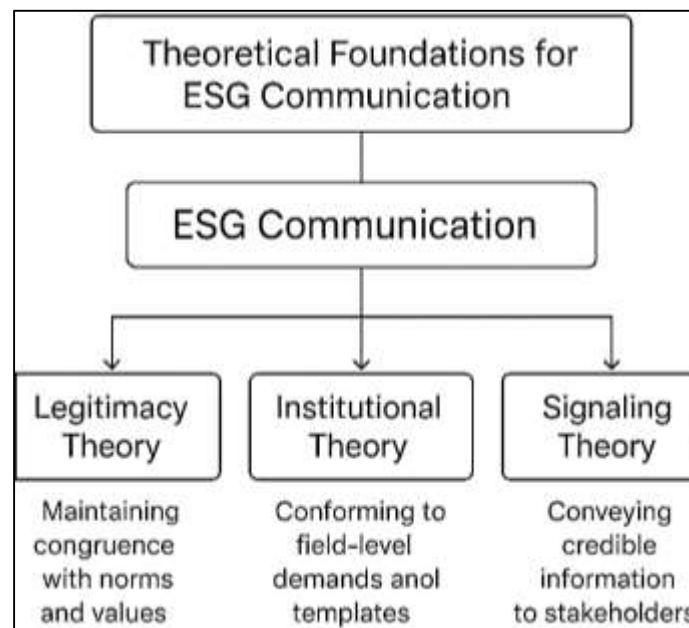 Theoretical Foundations for
ESG Communication
ESG Communication
Legitimacy
Theory
Institutional
Theory
Signaling
Theory
Maintaining
congruence
with norms
and values
Conforming to
field-level
demands anol
templates
Conveying
credible
information
to stakeholders